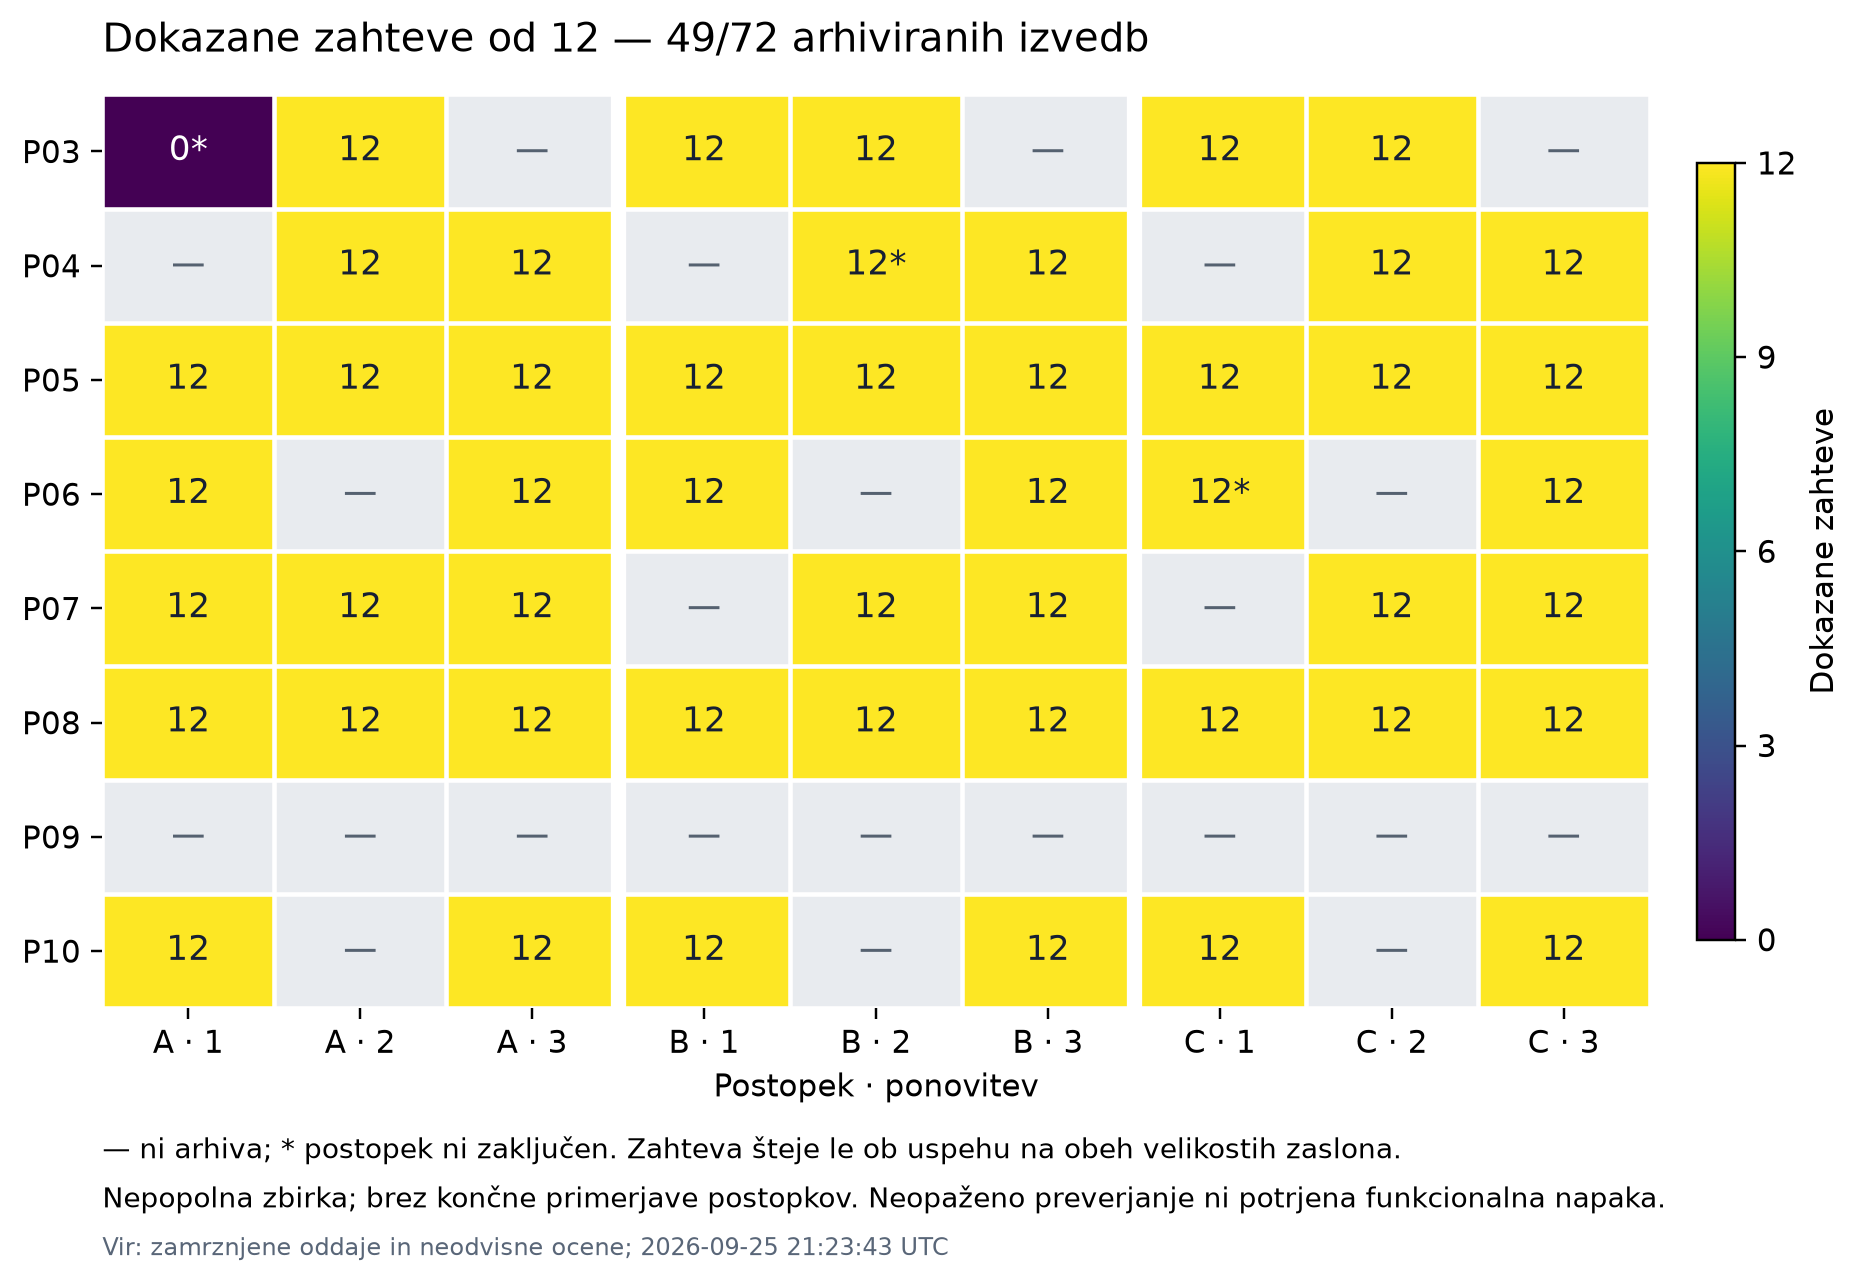 Dokazane zahteve od 12 — 49/72 arhiviranih izvedb
P03 0* 12 — 12 12 — 12 12 —
P04 — 12 12 — 12* 12 — 12 12
P05 12 12 12 12 12 12 12 12 12
P06 12 — 12 12 — 12 12* — 12
P07 12 12 12 — 12 12 — 12 12
P08 12 12 12 12 12 12 12 12 12
P09 — — — — — — — — —
P10 12 — 12 12 — 12 12 — 12
A · 1 A · 2 A · 3 B · 1 B · 2 B · 3 C · 1 C · 2 C · 3
Postopek · ponovitev
12
9
6
3
0
Dokazane zahteve
— ni arhiva; * postopek ni zaključen. Zahteva šteje le ob uspehu na obeh velikostih zaslona.
Nepopolna zbirka; brez končne primerjave postopkov. Neopaženo preverjanje ni potrjena funkcionalna napaka.
Vir: zamrznjene oddaje in neodvisne ocene; 2026-09-25 21:23:43 UTC